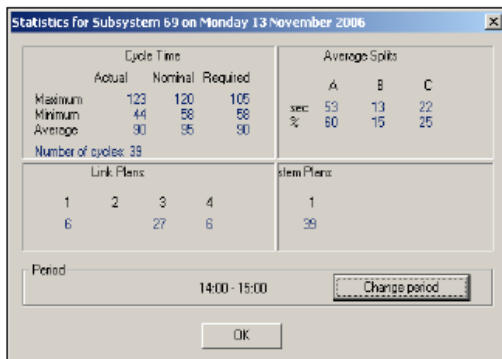 Statistics for Subsystem 69 on Monday 13 November 2006
Cycle Time
Actual Nominal Required
Maximum 123 120 105
Minimum 44 58 58
Average 90 95 90
Number of cycles: 39
Average Splits
A B C
sec 53 13 22
% 60 15 25
Link Plans
1 2 3 4
6 27 6
stem Plans
1
39
Period
14:00 - 15:00
Change period
OK